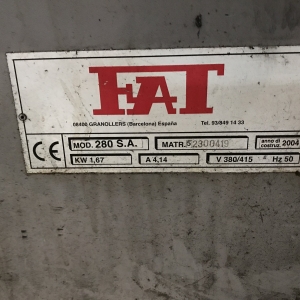 FAT
08400 GRANOLLERS (Barcelona) España Tel. 93/849 14 33
CE MOD. 280 S.A. MATR. 52300419 anno di costruz. 2004
KW 1,67 A 4,14 V 380/415 Hz 50